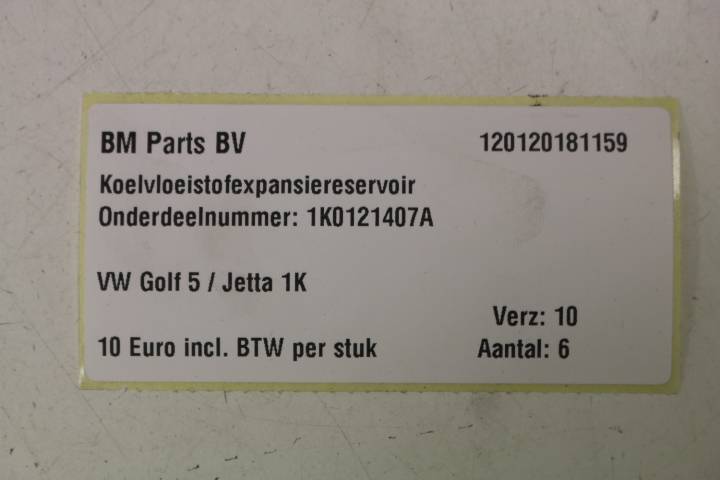 BM Parts BV 120120181159
Koelvloeistofexpansiereservoir
Onderdeelnummer: 1K0121407A
VW Golf 5 / Jetta 1K
Verz: 10
10 Euro incl. BTW per stuk Aantal: 6